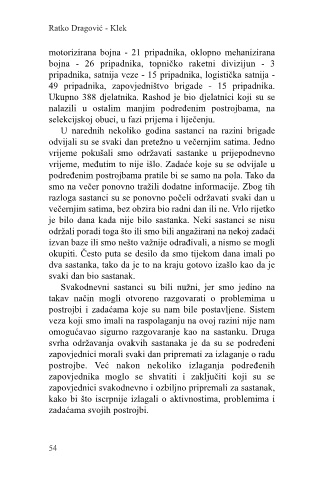 Ratko Dragović - Klek
motorizirana bojna - 21 pripadnika, oklopno mehanizirana
bojna - 26 pripadnika, topničko raketni divizijun - 3
pripadnika, satnija veze - 15 pripadnika, logistička satnija -
49 pripadnika, zapovjedništvo brigade - 15 pripadnika.
Ukupno 388 djelatnika. Rashod je bio djelatnici koji su se
nalazili u ostalim manjim podređenim postrojbama, na
selekcijskoj obuci, u fazi prijema i liječenju.
U narednih nekoliko godina sastanci na razini brigade
odvijali su se svaki dan pretežno u večernjim satima. Jedno
vrijeme pokušali smo održavati sastanke u prijepodnevno
vrijeme, međutim to nije išlo. Zadaće koje su se odvijale u
podređenim postrojbama pratile bi se samo na pola. Tako da
smo na večer ponovno tražili dodatne informacije. Zbog tih
razloga sastanci su se ponovno počeli održavati svaki dan u
večernjim satima, bez obzira bio radni dan ili ne. Vrlo rijetko
je bilo dana kada nije bilo sastanka. Neki sastanci se nisu
održali poradi toga što ili smo bili angažirani na nekoj zadaći
izvan baze ili smo nešto važnije odrađivali, a nismo se mogli
okupiti. Često puta se desilo da smo tijekom dana imali po
dva sastanka, tako da je to na kraju gotovo izašlo kao da je
svaki dan bio sastanak.
Svakodnevni sastanci su bili nužni, jer smo jedino na
takav način mogli otvoreno razgovarati o problemima u
postrojbi i zadaćama koje su nam bile postavljene. Sistem
veza koji smo imali na raspolaganju na ovoj razini nije nam
omogućavao sigurno razgovaranje kao na sastanku. Druga
svrha održavanja ovakvih sastanaka je da su se podređeni
zapovjednici morali svaki dan pripremati za izlaganje o radu
postrojbe. Već nakon nekoliko izlaganja podređenih
zapovjednika moglo se shvatiti i zaključiti koji su se
zapovjednici svakodnevno i ozbiljno pripremali za sastanak,
kako bi što iscrpnije izlagali o aktivnostima, problemima i
zadaćama svojih postrojbi.
54